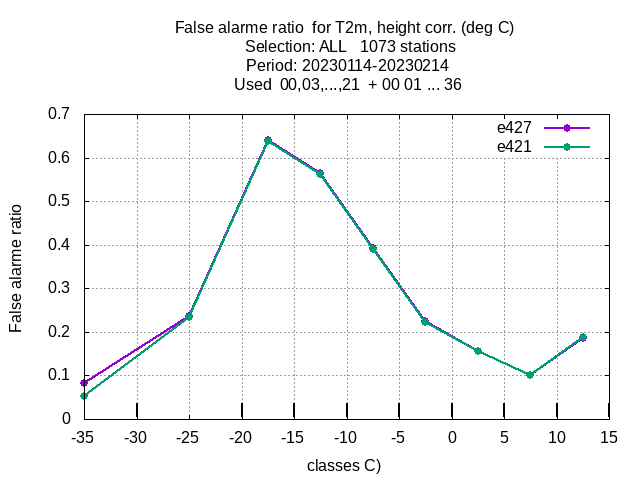 False alarme ratio  for T2m, height corr. (deg C)
Selection: ALL   1073 stations
Period: 20230114-20230214
Used  00,03,...,21  + 00 01 ... 36
e427
e421
False alarme ratio
0.7
0.6
0.5
0.4
0.3
0.2
0.1
0
-35 -30 -25 -20 -15 -10 -5 0 5 10 15
classes C)